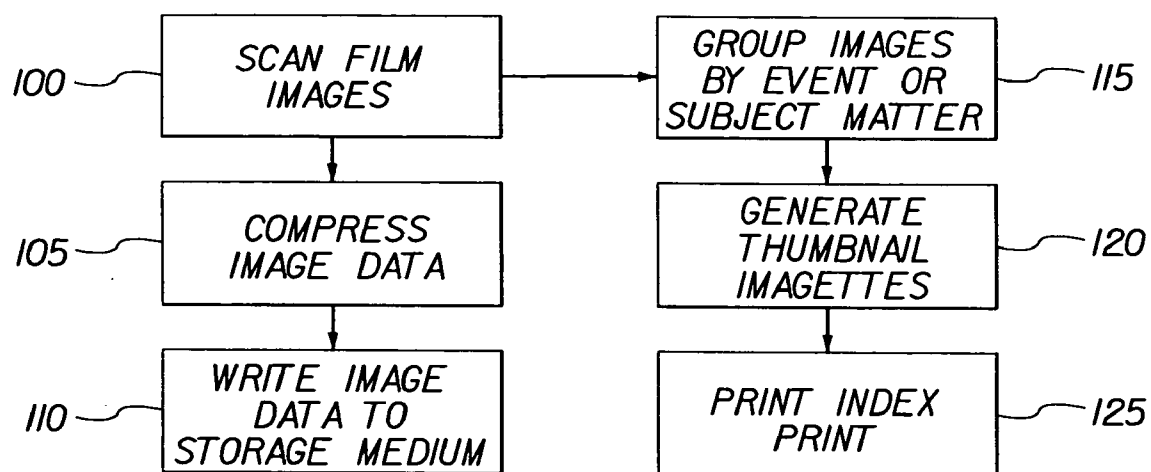 100
SCAN FILM
IMAGES
GROUP IMAGES
BY EVENT OR
SUBJECT MATTER
115
105
COMPRESS
IMAGE DATA
GENERATE
THUMBNAIL
IMAGETTES
120
110
WRITE IMAGE
DATA TO
STORAGE MEDIUM
PRINT INDEX
PRINT
125